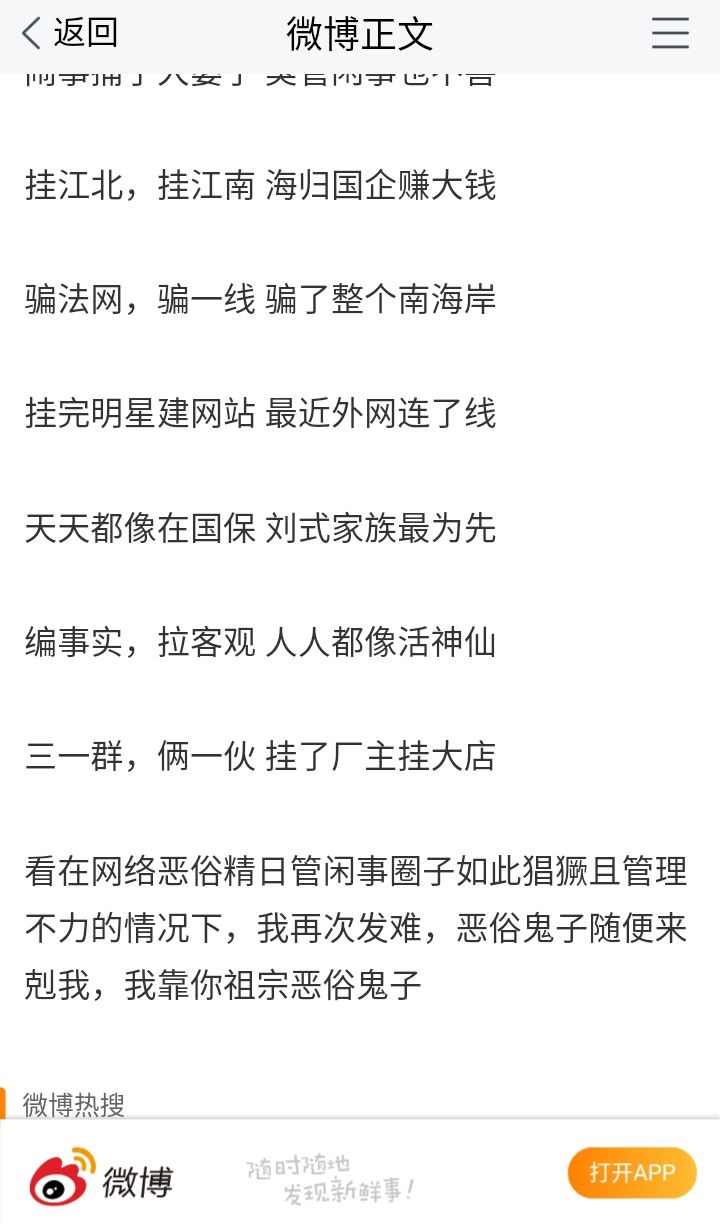 返回
微博正文
挂江北，挂江南 海归国企赚大钱
骗法网，骗一线 骗了整个南海岸
挂完明星建网站 最近外网连了线
天天都像在国保 刘式家族最为先
编事实，拉客观 人人都像活神仙
三一群，俩一伙 挂了厂主挂大店
看在网络恶俗精日管闲事圈子如此猖獗且管理
不力的情况下，我再次发难，恶俗鬼子随便来
剋我，我靠你祖宗恶俗鬼子
微博热搜
微博
随时随地
发现新鲜事！
打开APP